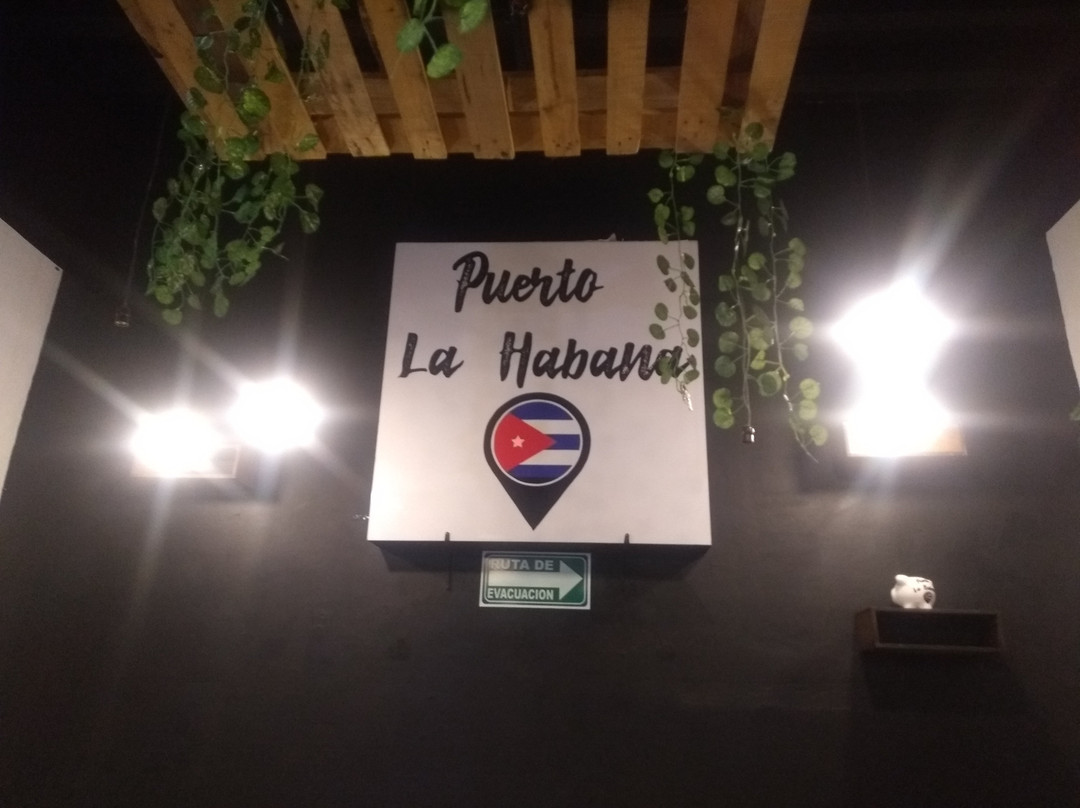 Puerto
La Habana
RUTA DE
EVACUACION